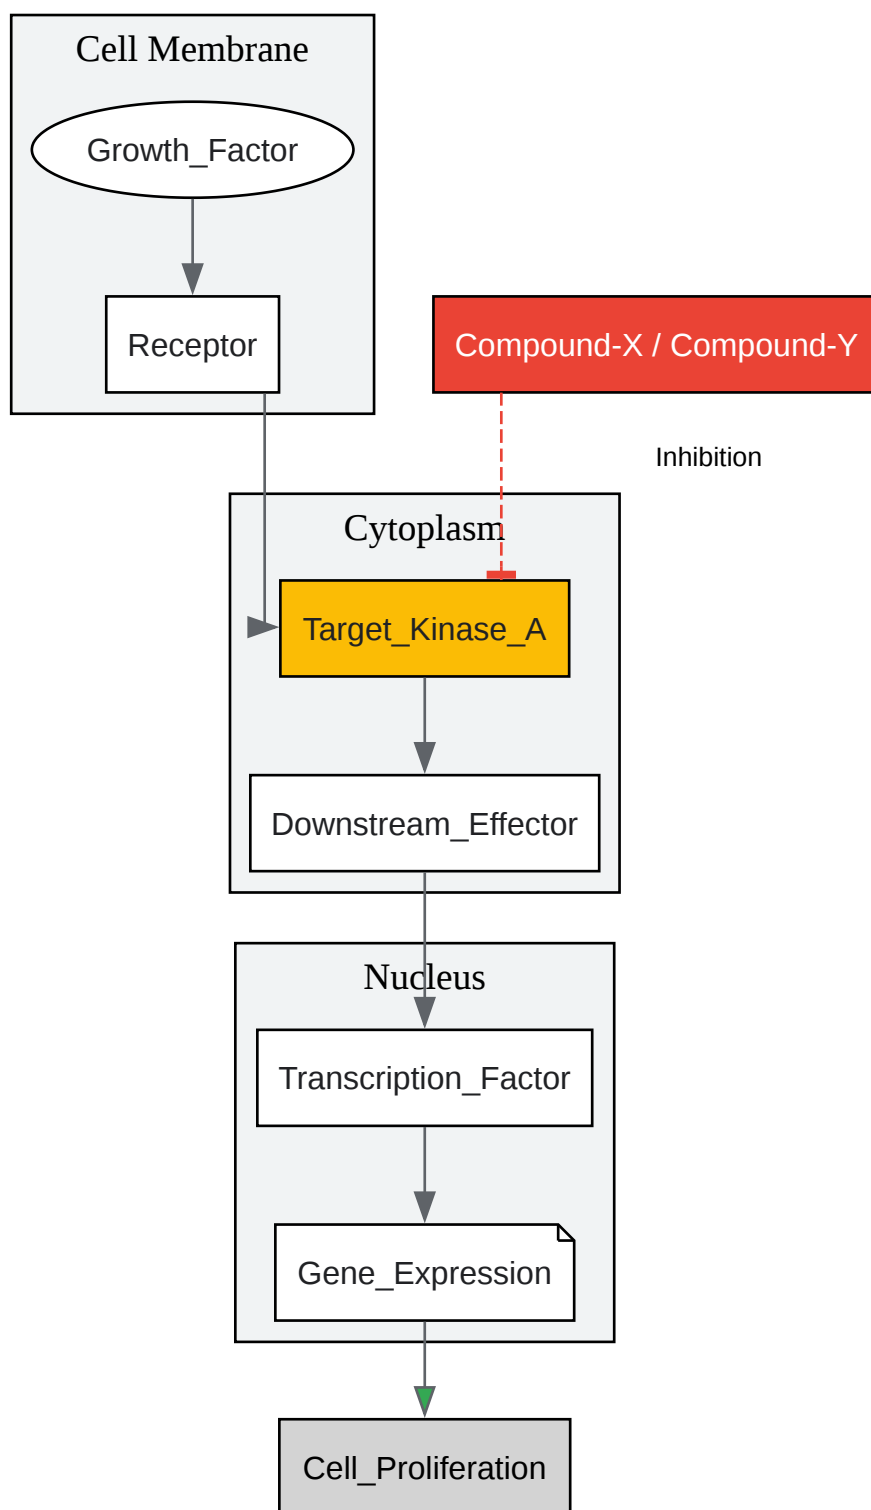 Cell Membrane
Growth_Factor
Receptor
Compound-X / Compound-Y
Inhibition
Cytoplasm
Target_Kinase_A
Downstream_Effector
Nucleus
Transcription_Factor
Gene_Expression
Cell_Proliferation